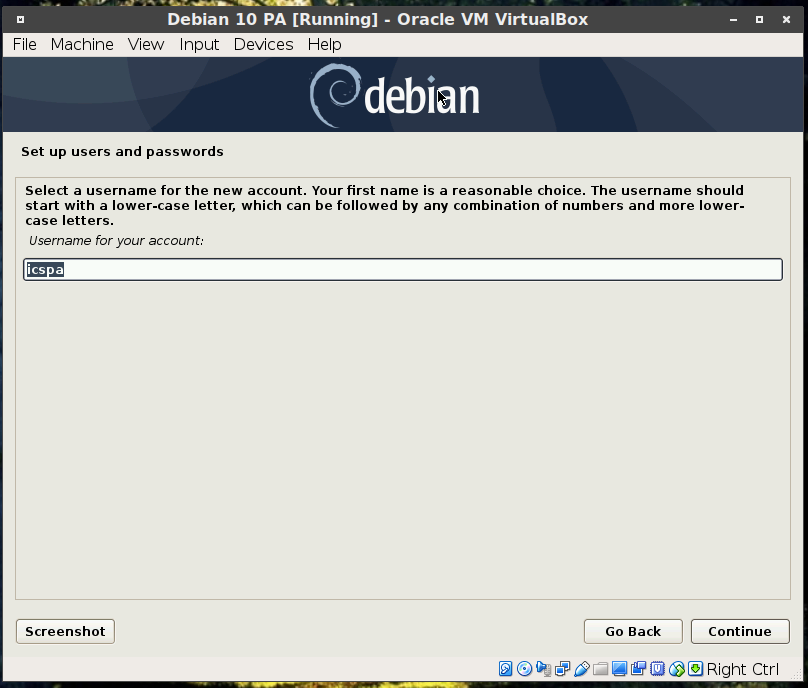 Debian 10 PA [Running] - Oracle VM VirtualBox
File Machine View Input Devices Help
debian
Set up users and passwords
Select a username for the new account. Your first name is a reasonable choice. The username should
start with a lower-case letter, which can be followed by any combination of numbers and more lower-
case letters.
Username for your account:
icspa
Screenshot Go Back Continue
Right Ctrl